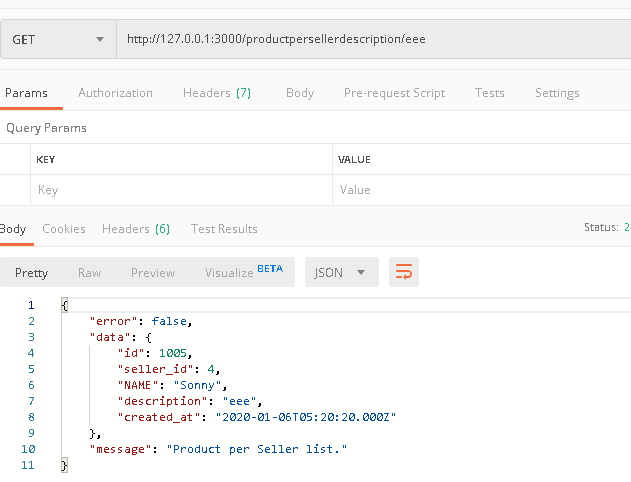 GET http://127.0.0.1:3000/productpersellerdescription/eee
Params Authorization Headers (7) Body Pre-request Script Tests Settings
Query Params
KEY VALUE
Key Value
Body Cookies Headers (6) Test Results Status: 2
Pretty Raw Preview Visualize BETA JSON
1 {
2 "error": false,
3 "data": {
4 "id": 1005,
5 "seller_id": 4,
6 "NAME": "Sonny",
7 "description": "eee",
8 "created_at": "2020-01-06T05:20:20.000Z"
9 },
10 "message": "Product per Seller list."
11 }